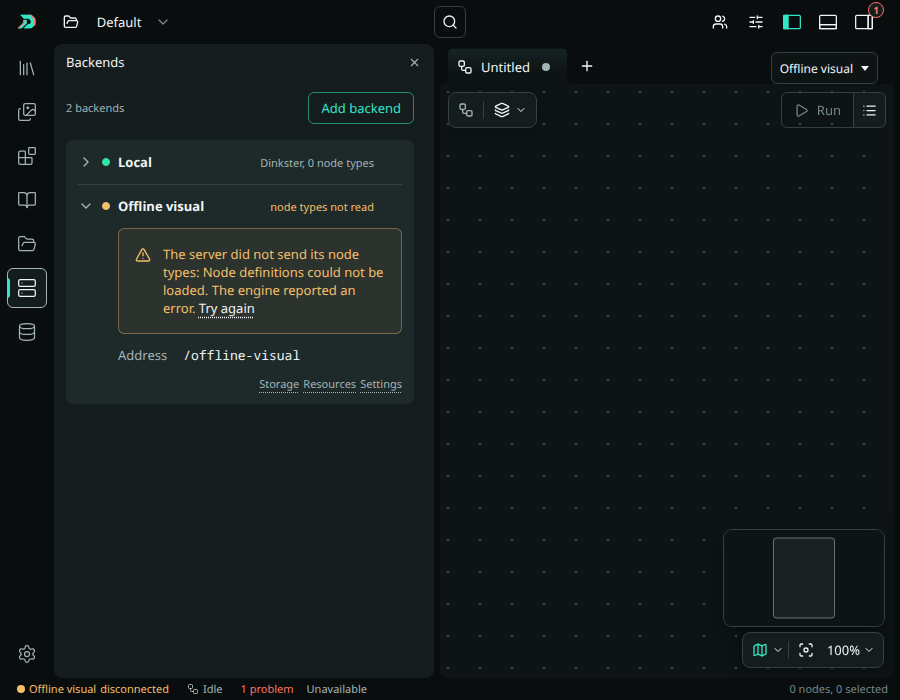 Default
1
Backends
2 backends
Add backend
Local
Dinkster, 0 node types
Offline visual
node types not read
The server did not send its node
types: Node definitions could not be
loaded. The engine reported an
error. Try again
Address /offline-visual
Storage Resources Settings
Untitled
Offline visual
Run
100%
Offline visual disconnected
Idle
1 problem
Unavailable
0 nodes, 0 selected